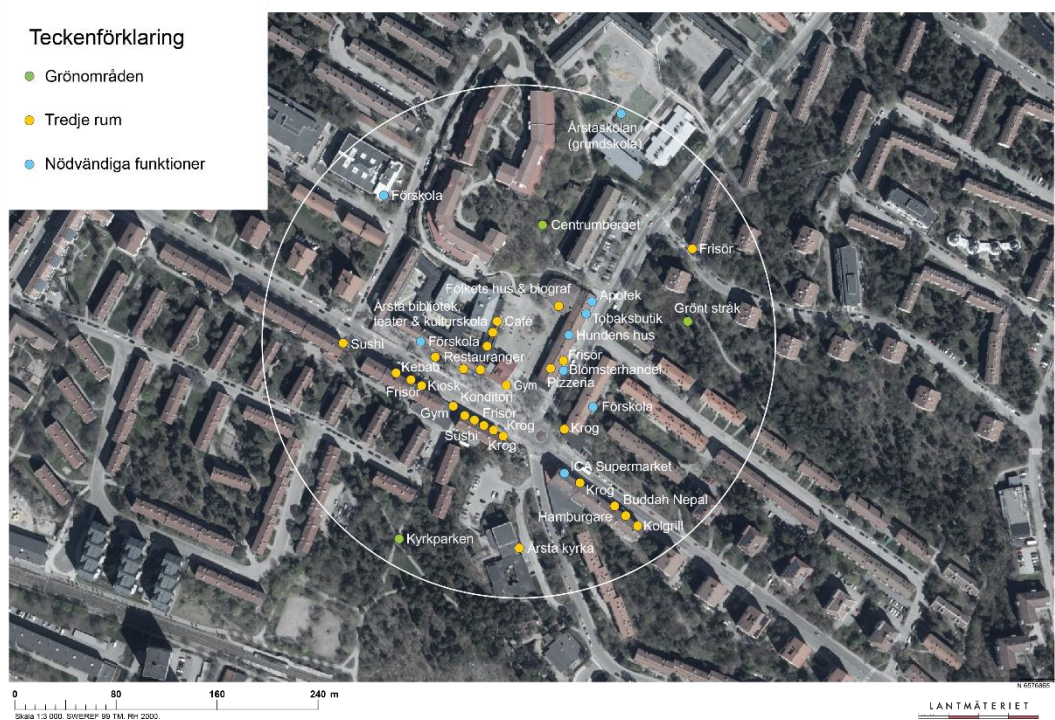 Teckenförklaring
Grönområden
Tredje rum
Nödvändiga funktioner
Årstaskolan
(grundskola)
Förskola
Centrumberget
Frisör
Folkets hus & biograf
Apotek
Grönt stråk
Årsta bibliotek,
teater & kulturskola
Café
Tobaksbutik
Hundens hus
Sushi
Förskola
Restauranger
Frisör
Blomsterhandel
Pizzeria
Kebab
Frisör
Kiosk
Gym
Konditori
Förskola
Gym
Frisör
Krog
Sushi
Krog
Krog
ICA Supermarket
Krog
Buddah Nepal
Hamburgare
Kolgrill
Kyrkparken
Årsta kyrka
N 6576865
0 80 160 240 m
Skala 1:3 000, SWEREF 99 TM, RH 2000.
LANTMÄTERIET